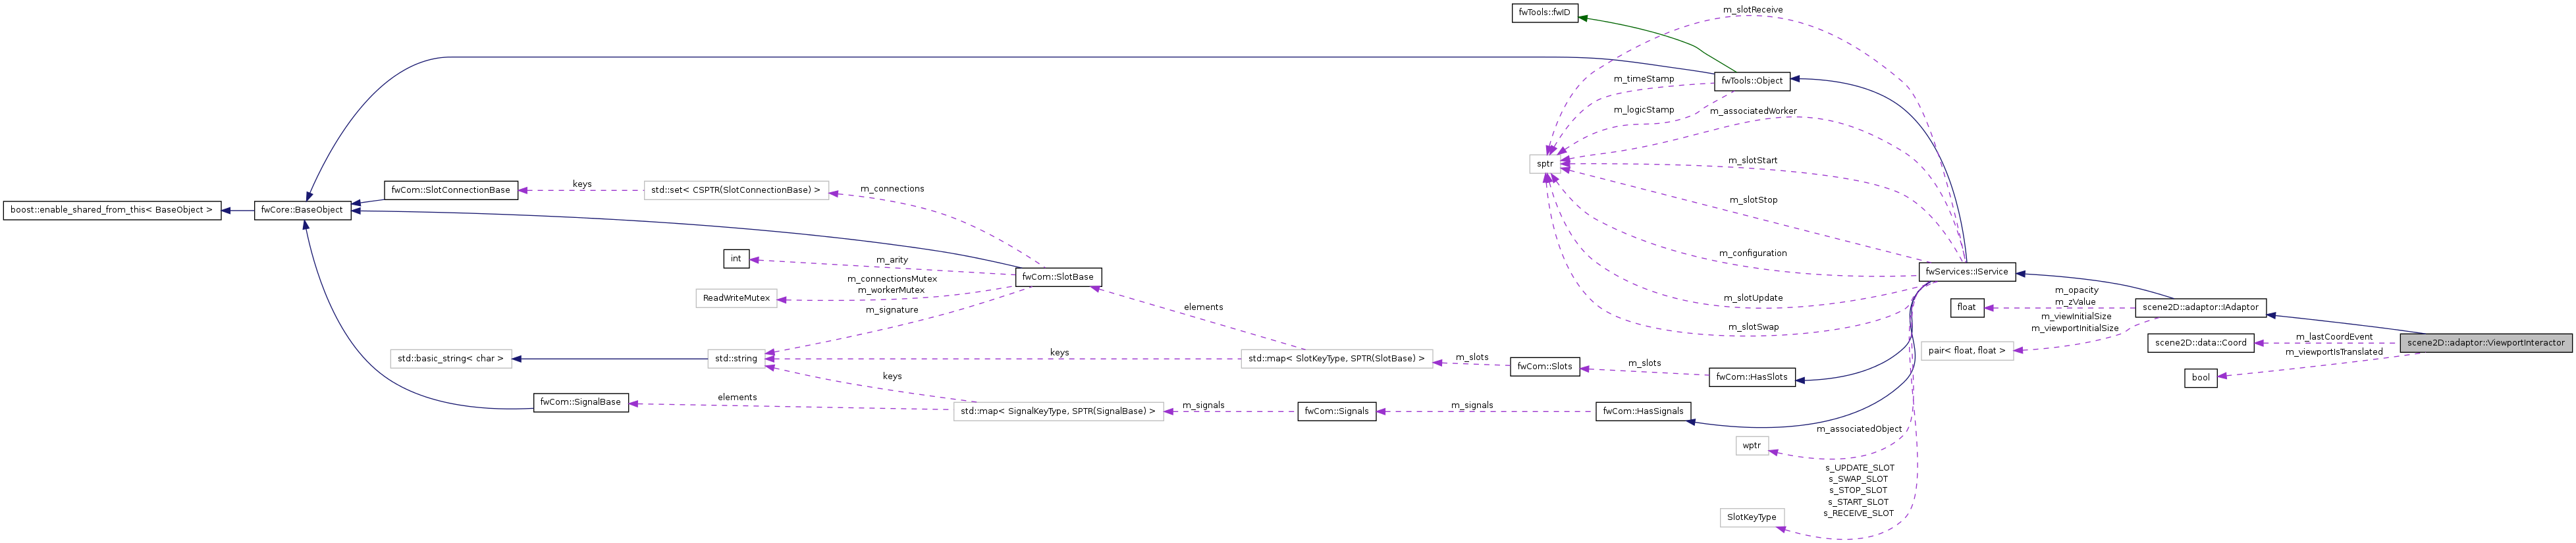 m_slotReceive
fwTools::fwID
m_timeStamp
fwTools::Object
m_logicStamp
m_associatedWorker
sptr
m_slotStart
keys
m_connections
fwCom::SlotConnectionBase
std::set< CSPTR(SlotConnectionBase) >
m_slotStop
boost::enable_shared_from_this< BaseObject >
fwCore::BaseObject
m_configuration
int
m_arity
m_connectionsMutex
m_workerMutex
fwCom::SlotBase
fwServices::IService
ReadWriteMutex
m_signature
elements
m_slotUpdate
m_slotSwap
float
m_opacity
m_zValue
scene2D::adaptor::IAdaptor
m_viewInitialSize
m_viewportInitialSize
pair< float, float >
scene2D::data::Coord
m_lastCoordEvent
m_viewportIsTranslated
scene2D::adaptor::ViewportInteractor
bool
std::basic_string< char >
std::string
keys
std::map< SlotKeyType, SPTR(SlotBase) >
m_slots
fwCom::Slots
m_slots
fwCom::HasSlots
keys
fwCom::SignalBase
elements
std::map< SignalKeyType, SPTR(SignalBase) >
m_signals
fwCom::Signals
m_signals
fwCom::HasSignals
m_associatedObject
wptr
s_UPDATE_SLOT
s_SWAP_SLOT
s_STOP_SLOT
s_START_SLOT
s_RECEIVE_SLOT
SlotKeyType